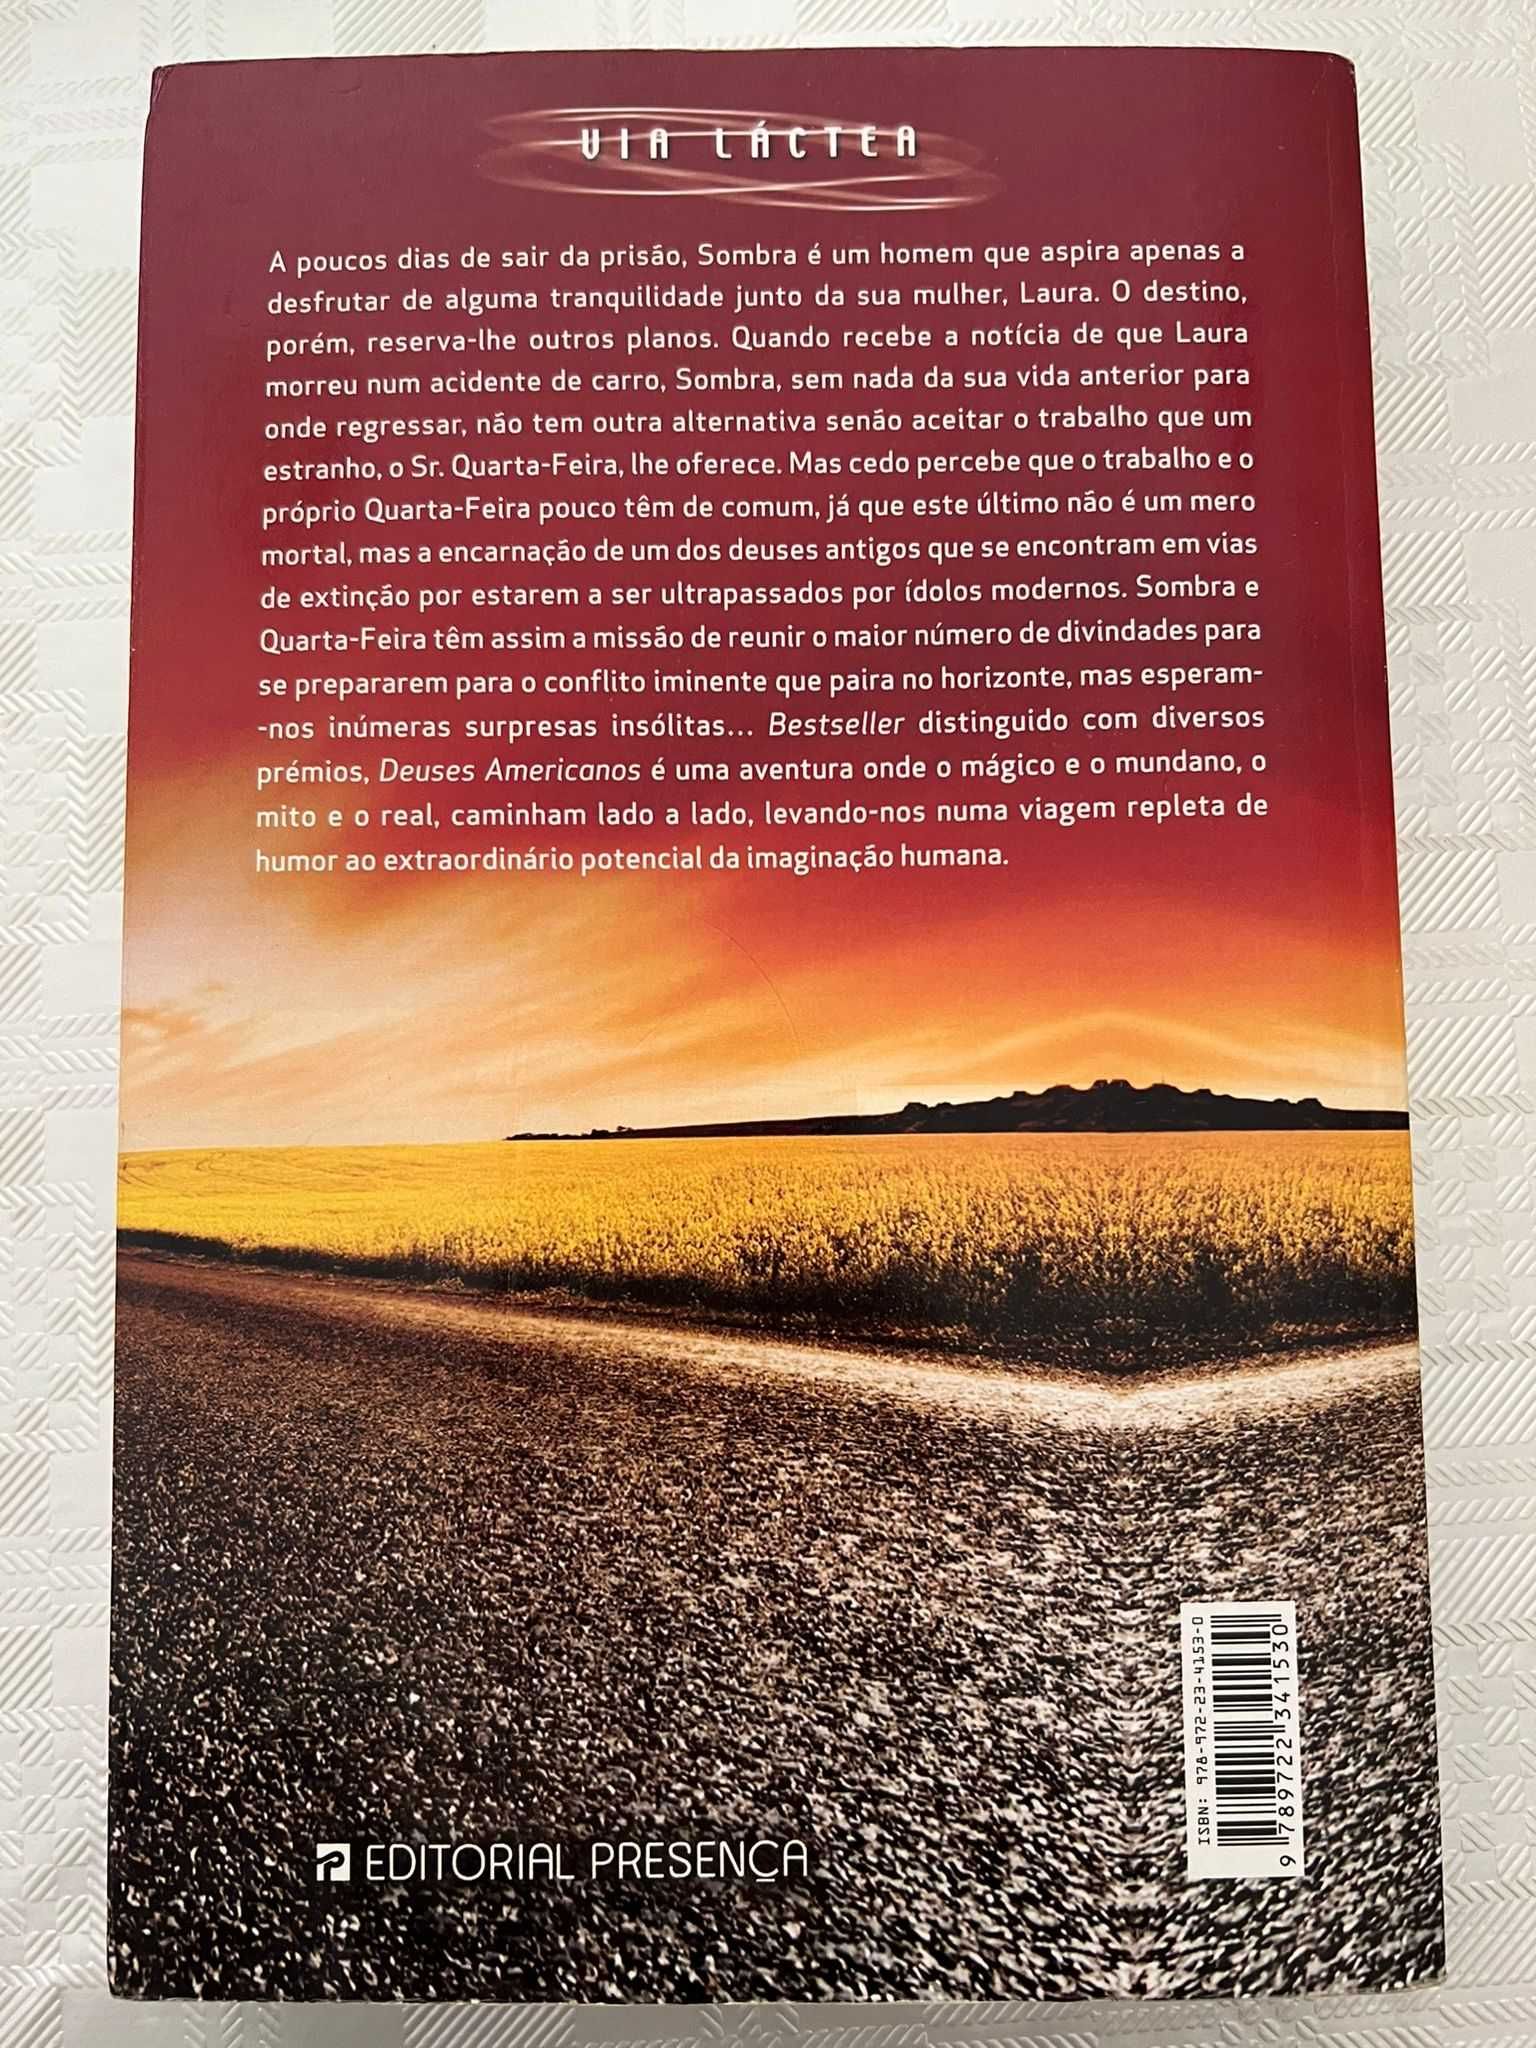 VIA LÁCTEA
A poucos dias de sair da prisão, Sombra é um homem que aspira apenas a
desfrutar de alguma tranquilidade junto da sua mulher, Laura. O destino,
porém, reserva-lhe outros planos. Quando recebe a notícia de que Laura
morreu num acidente de carro, Sombra, sem nada da sua vida anterior para
onde regressar, não tem outra alternativa senão aceitar o trabalho que um
estranho, o Sr. Quarta-Feira, lhe oferece. Mas cedo percebe que o trabalho e o
próprio Quarta-Feira pouco têm de comum, já que este último não é um mero
mortal, mas a encarnação de um dos deuses antigos que se encontram em vias
de extinção por estarem a ser ultrapassados por ídolos modernos. Sombra e
Quarta-Feira têm assim a missão de reunir o maior número de divindades para
se prepararem para o conflito iminente que paira no horizonte, mas esperam-
-nos inúmeras surpresas insólitas... Bestseller distinguido com diversos
prémios, Deuses Americanos é uma aventura onde o mágico e o mundano, o
mito e o real, caminham lado a lado, levando-nos numa viagem repleta de
humor ao extraordinário potencial da imaginação humana.
EDITORIAL PRESENÇA
ISBN: 978-972-23-4153-0
9 789722 341530